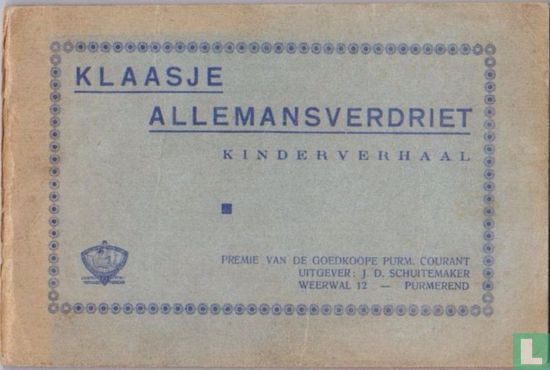 KLAASJE
ALLEMANSVERDRIET
KINDERVERHAAL
PREMIE VAN DE GOEDKOOPE PURM. COURANT
UITGEVER: J. D. SCHUITEMAKER
WEERWAL 12 — PURMEREND
L